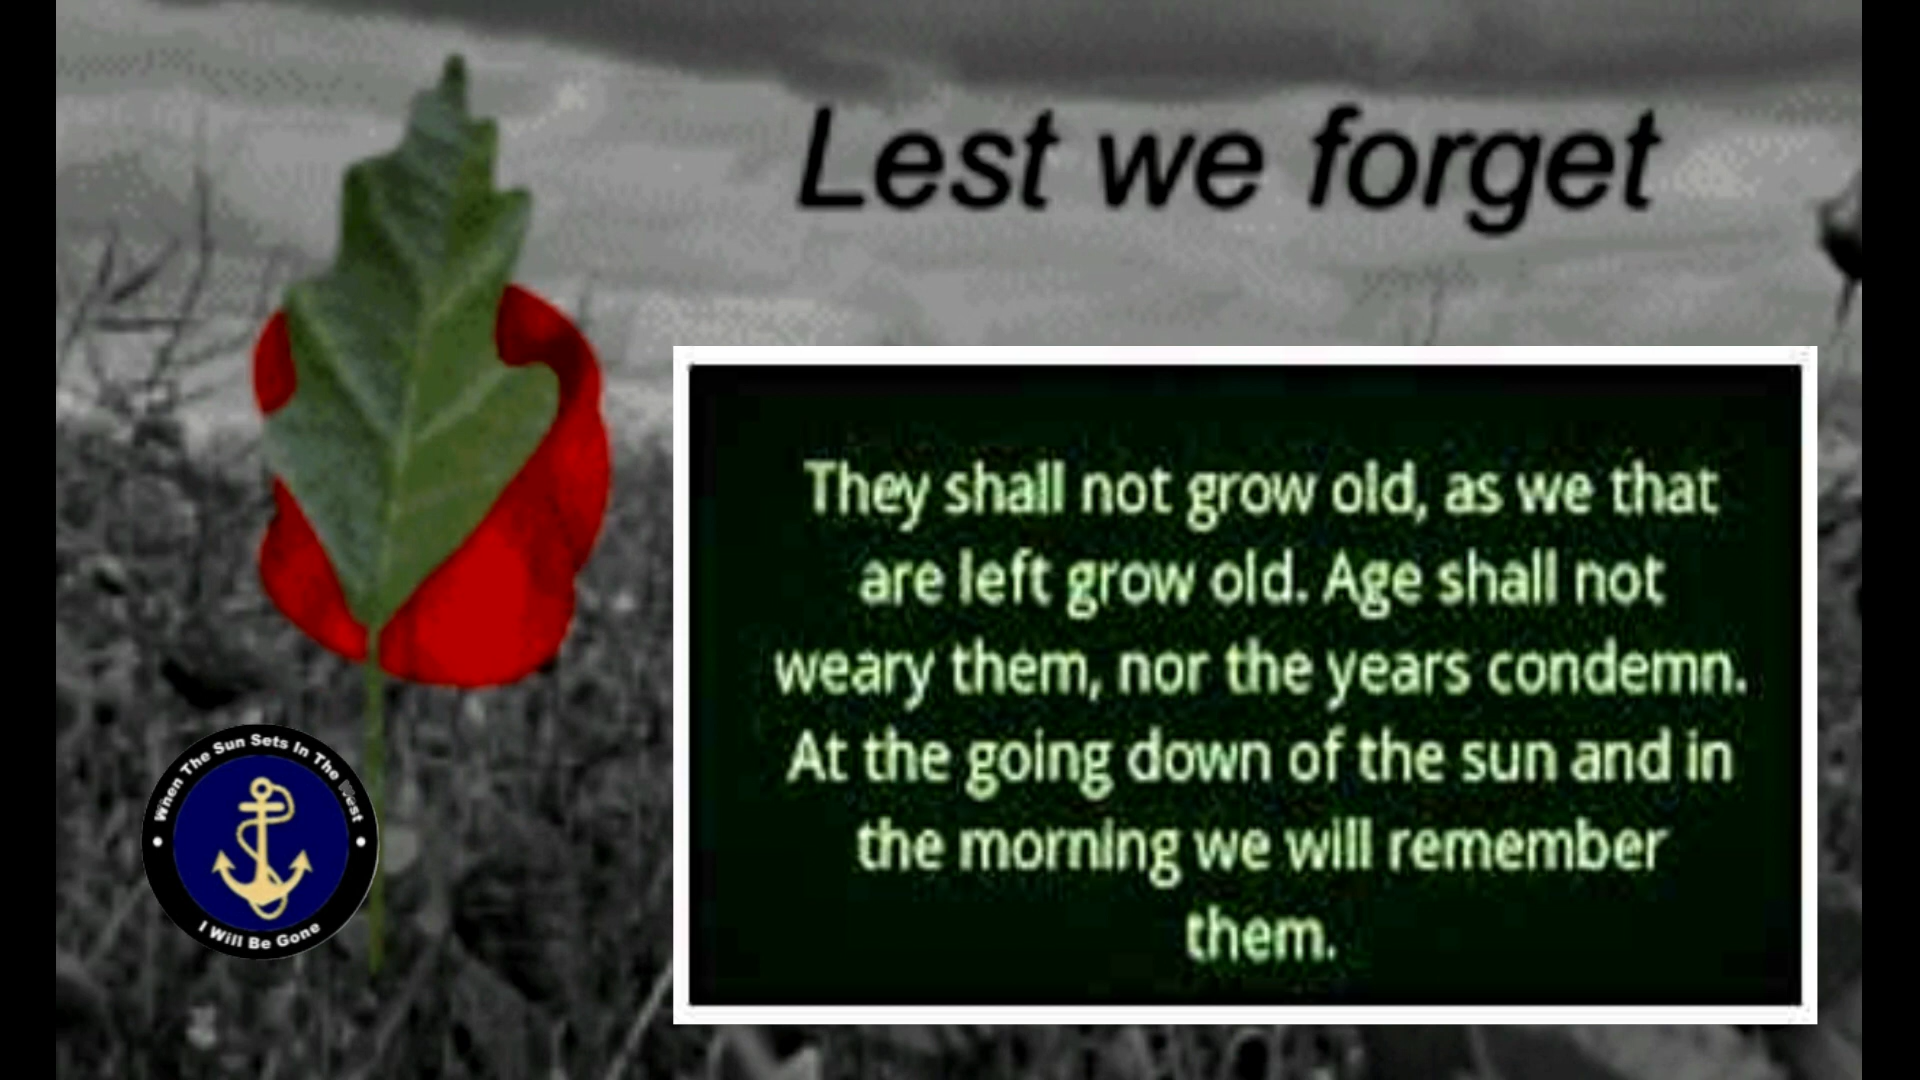 Lest we forget
They shall not grow old, as we that
are left grow old. Age shall not
weary them, nor the years condemn.
At the going down of the sun and in
the morning we will remember
them.
When The Sun Sets In The West
I Will Be Gone